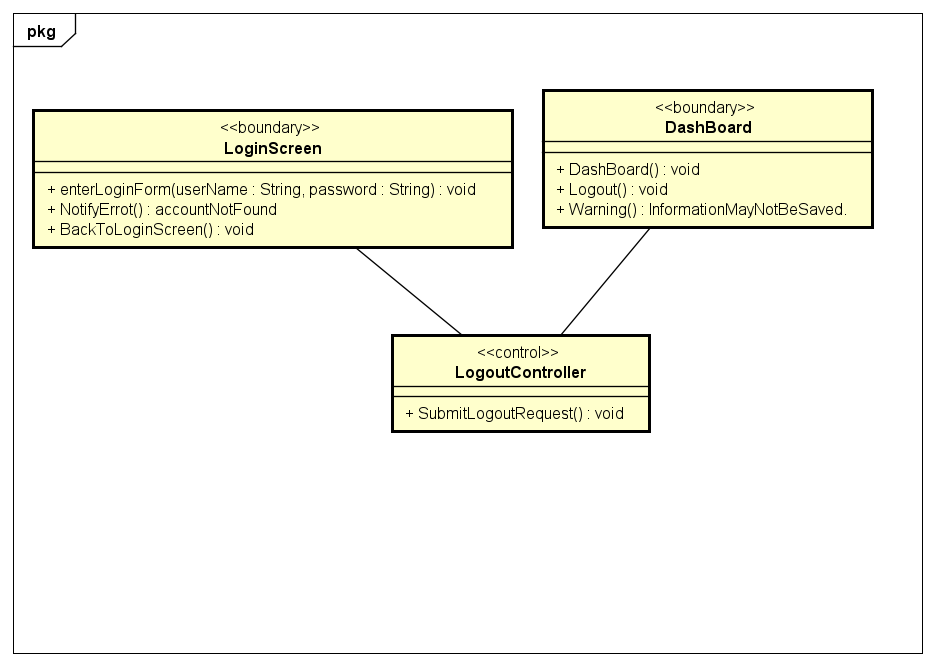 pkg
<<boundary>>
LoginScreen
+ enterLoginForm(userName : String, password : String) : void
+ NotifyErrot() : accountNotFound
+ BackToLoginScreen() : void
<<boundary>>
DashBoard
+ DashBoard() : void
+ Logout() : void
+ Warning() : InformationMayNotBeSaved.
<<control>>
LogoutController
+ SubmitLogoutRequest() : void